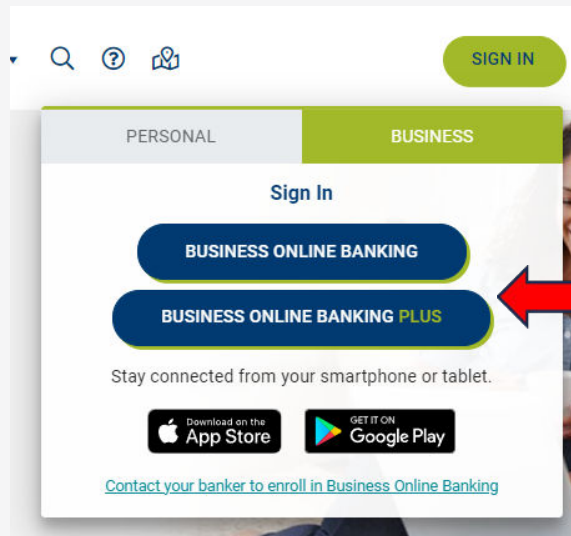 SIGN IN
PERSONAL
BUSINESS
Sign In
BUSINESS ONLINE BANKING
BUSINESS ONLINE BANKING PLUS
Stay connected from your smartphone or tablet.
Download on the
App Store
GET IT ON
Google Play
Contact your banker to enroll in Business Online Banking